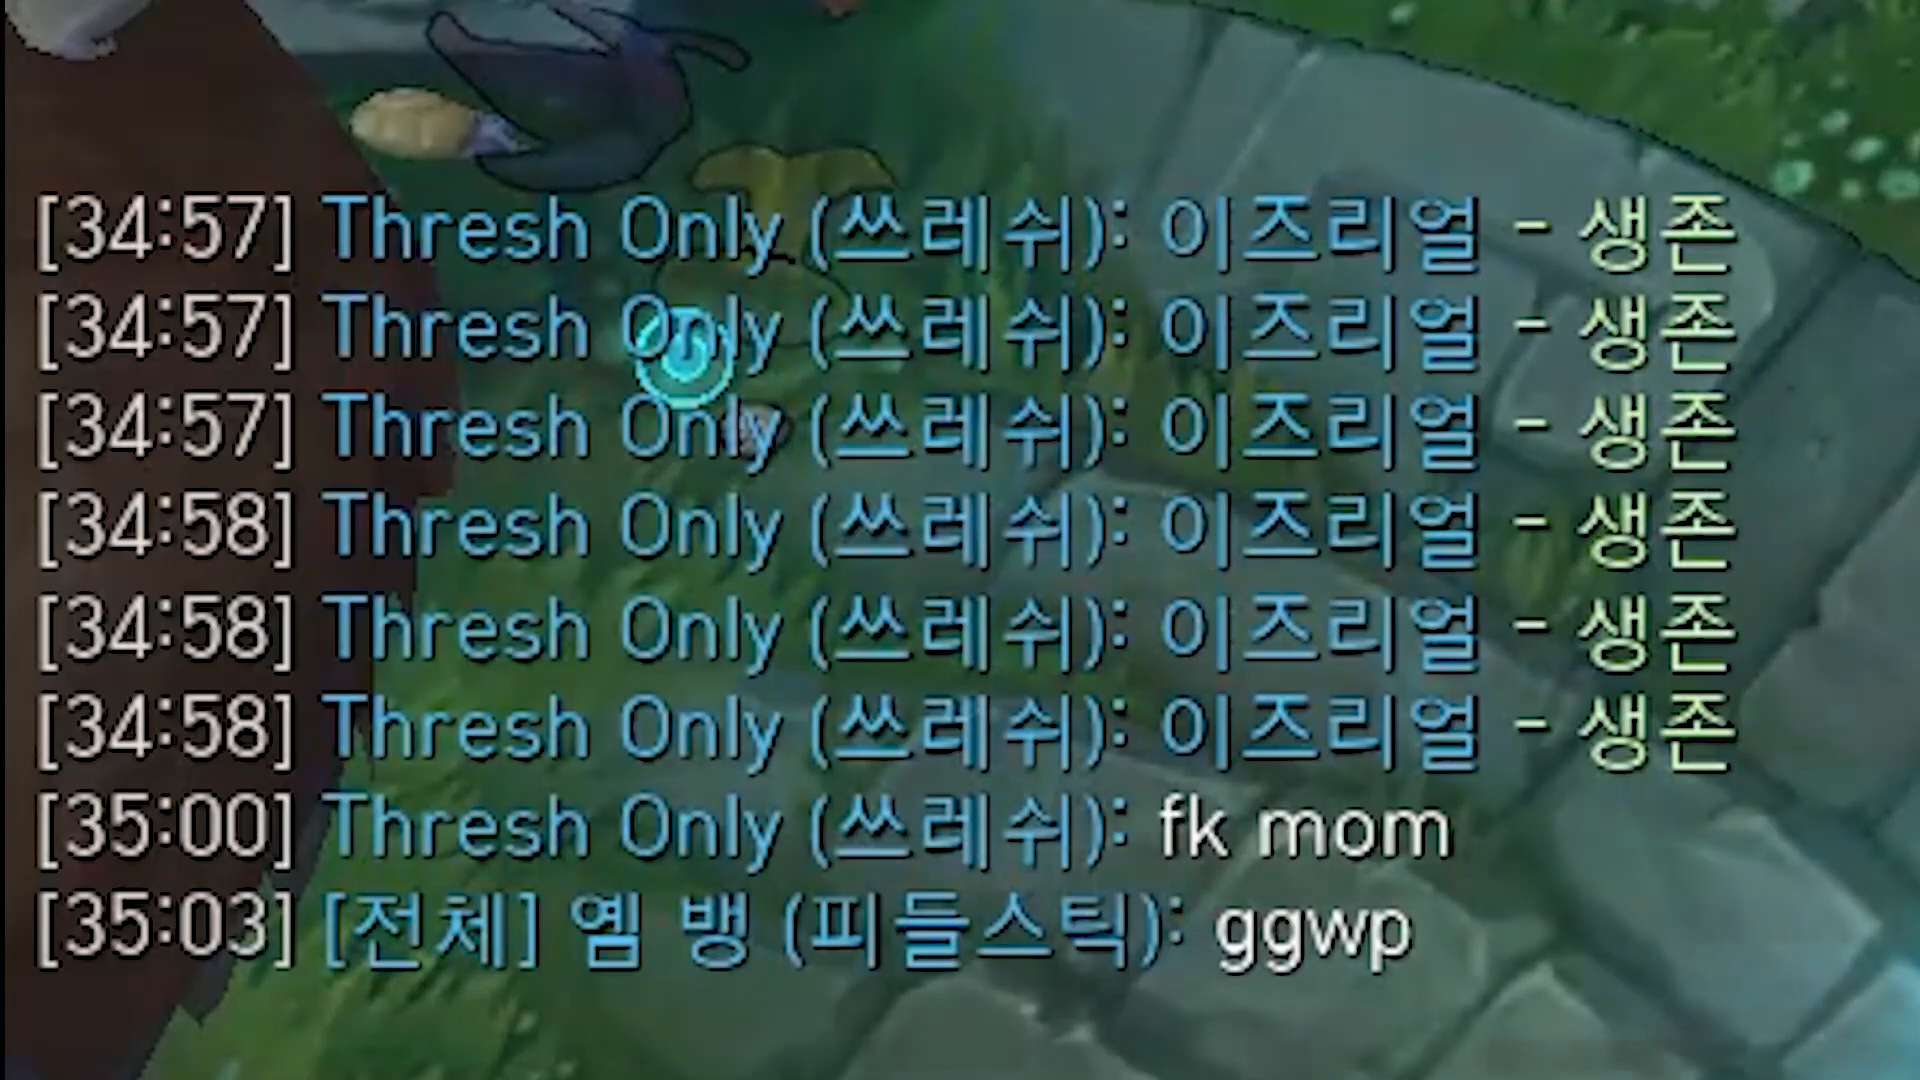 [34:57] Thresh Only (쓰레쉬): 이즈리얼 - 생존
[34:57] Thresh Only (쓰레쉬): 이즈리얼 - 생존
[34:57] Thresh Only (쓰레쉬): 이즈리얼 - 생존
[34:58] Thresh Only (쓰레쉬): 이즈리얼 - 생존
[34:58] Thresh Only (쓰레쉬): 이즈리얼 - 생존
[34:58] Thresh Only (쓰레쉬): 이즈리얼 - 생존
[35:00] Thresh Only (쓰레쉬): fk mom
[35:03] [전체] 옘 뱅 (피들스틱): ggwp